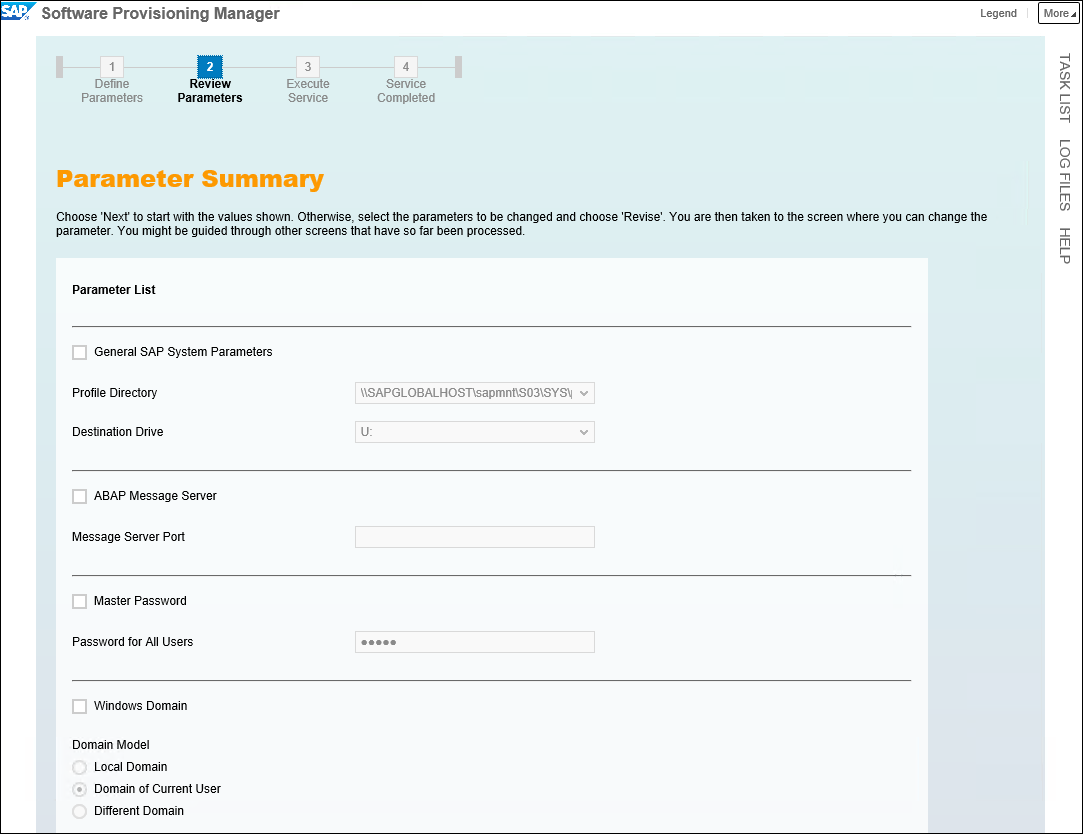 SAP Software Provisioning Manager
Legend
More
1
2
3
4
Define
Parameters
Review
Parameters
Execute
Service
Service
Completed
TASK LIST
LOG FILES
HELP
Parameter Summary
Choose 'Next' to start with the values shown. Otherwise, select the parameters to be changed and choose 'Revise'. You are then taken to the screen where you can change the
parameter. You might be guided through other screens that have so far been processed.
Parameter List
General SAP System Parameters
Profile Directory
\\SAPGLOBALHOST\sapmnt\S03\SYS\
Destination Drive
U:
ABAP Message Server
Message Server Port
Master Password
Password for All Users
●●●●●
Windows Domain
Domain Model
Local Domain
Domain of Current User
Different Domain